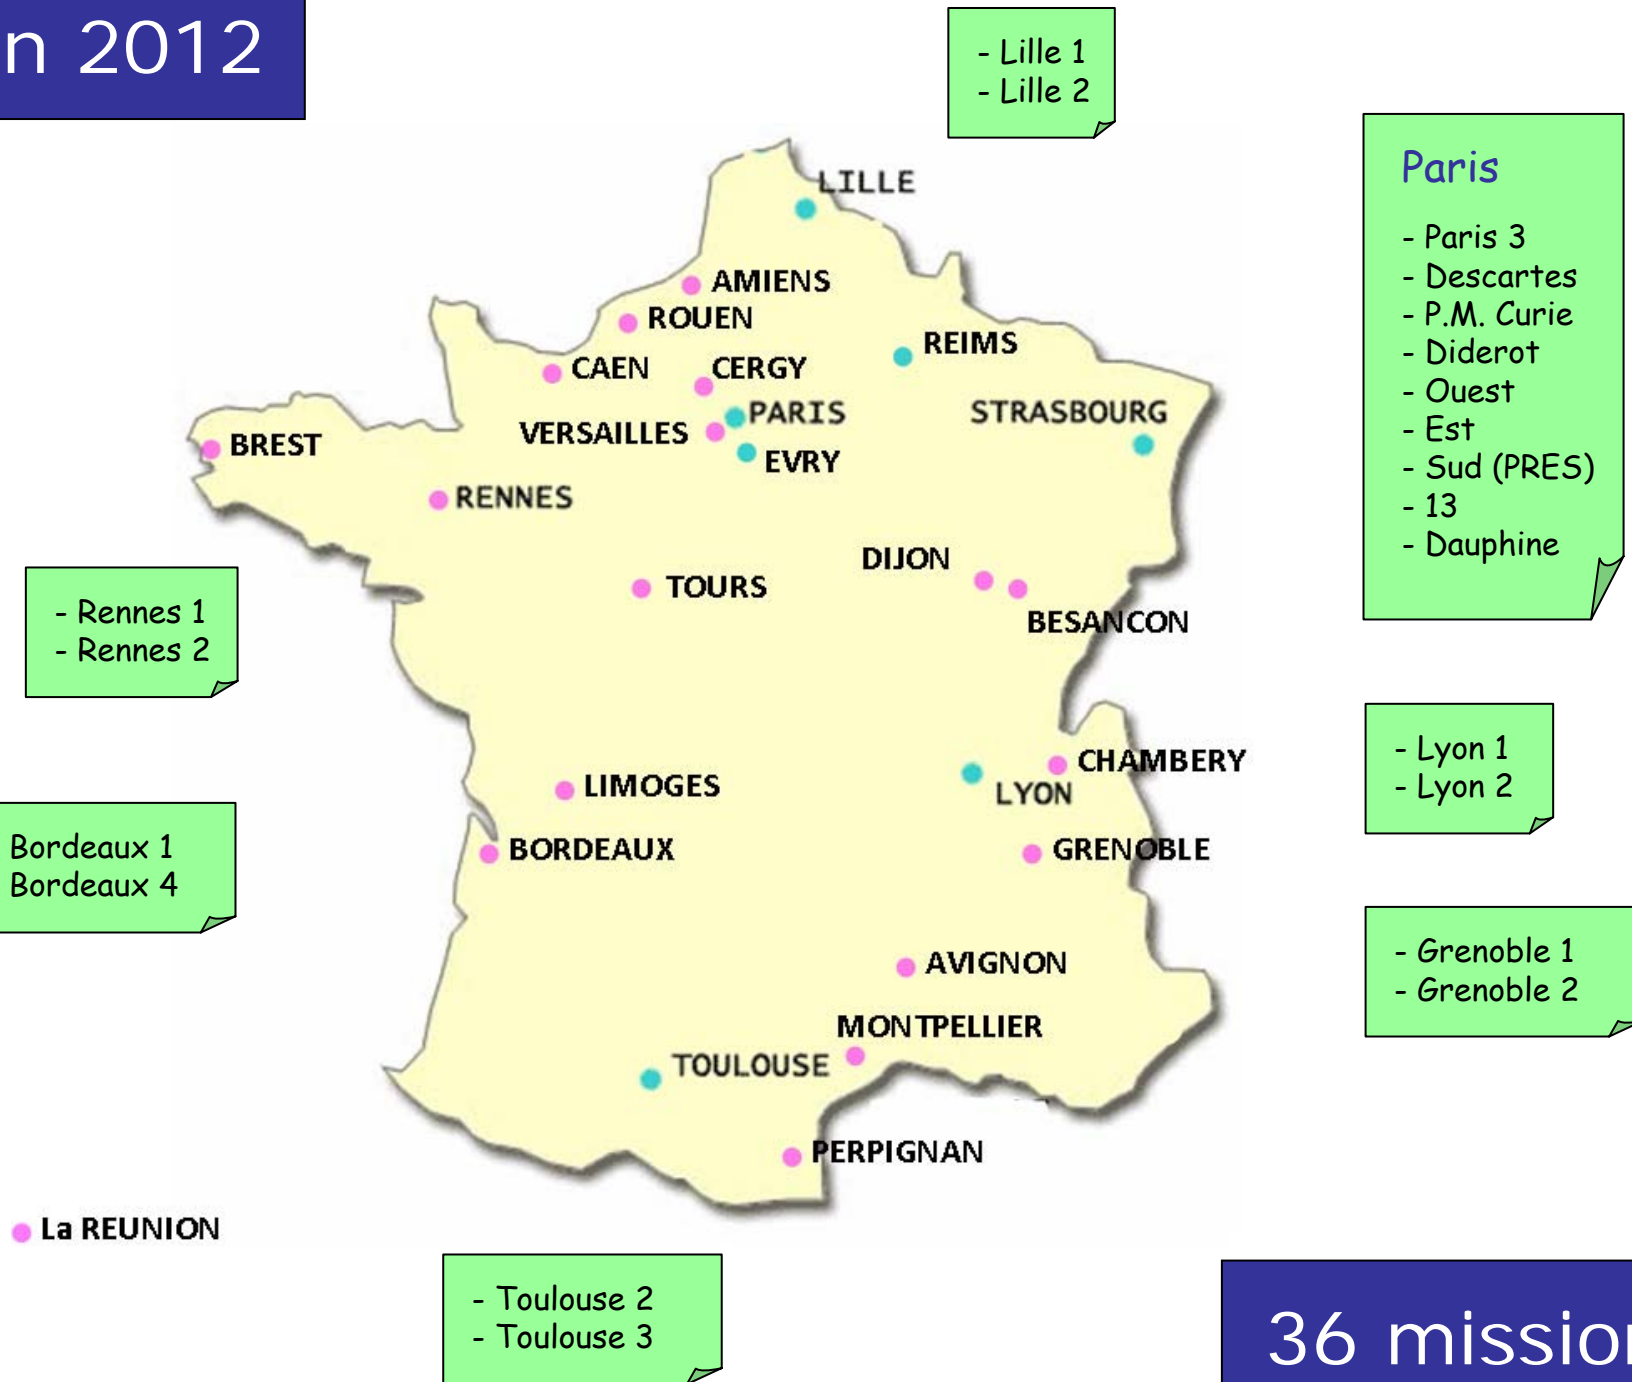 n 2012
- Lille 1
- Lille 2
Paris
- Paris 3
- Descartes
- P.M. Curie
- Diderot
- Ouest
- Est
- Sud (PRES)
- 13
- Dauphine
LILLE
AMIENS
ROUEN
REIMS
CAEN
CERGY
PARIS
STRASBOURG
VERSAILLES
BREST
EVRY
RENNES
DIJON
TOURS
BESANCON
- Rennes 1
- Rennes 2
CHAMBERY
LIMOGES
LYON
- Lyon 1
- Lyon 2
Bordeaux 1
Bordeaux 4
BORDEAUX
GRENOBLE
- Grenoble 1
- Grenoble 2
AVIGNON
MONTPELLIER
TOULOUSE
PERPIGNAN
La REUNION
- Toulouse 2
- Toulouse 3
36 mission